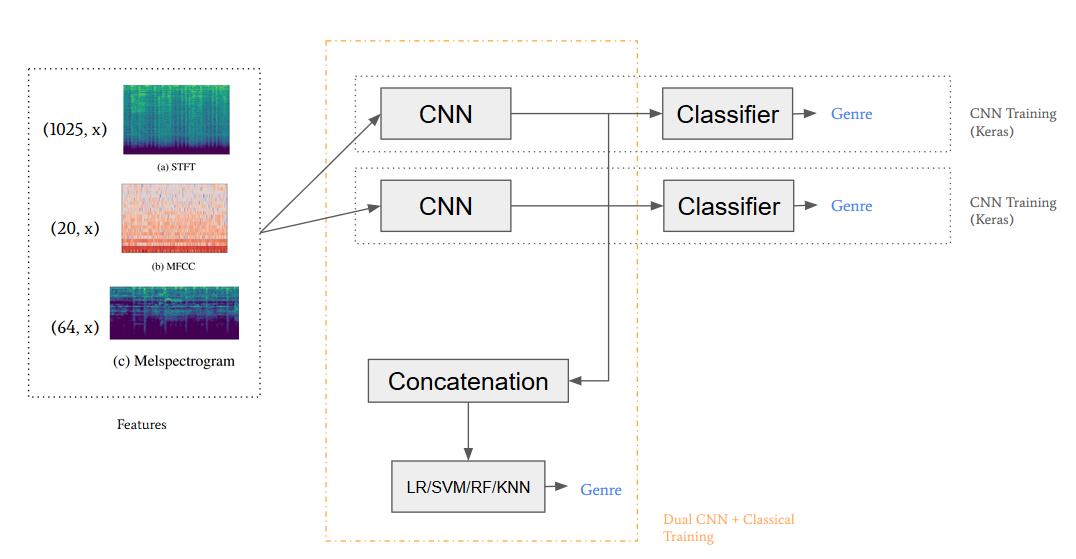 (1025, x)
(a) STFT
(20, x)
(b) MFCC
(64, x)
(c) Melspectrogram
Features
CNN
Classifier
Genre
CNN Training
(Keras)
CNN
Classifier
Genre
CNN Training
(Keras)
Concatenation
LR/SVM/RF/KNN
Genre
Dual CNN + Classical
Training